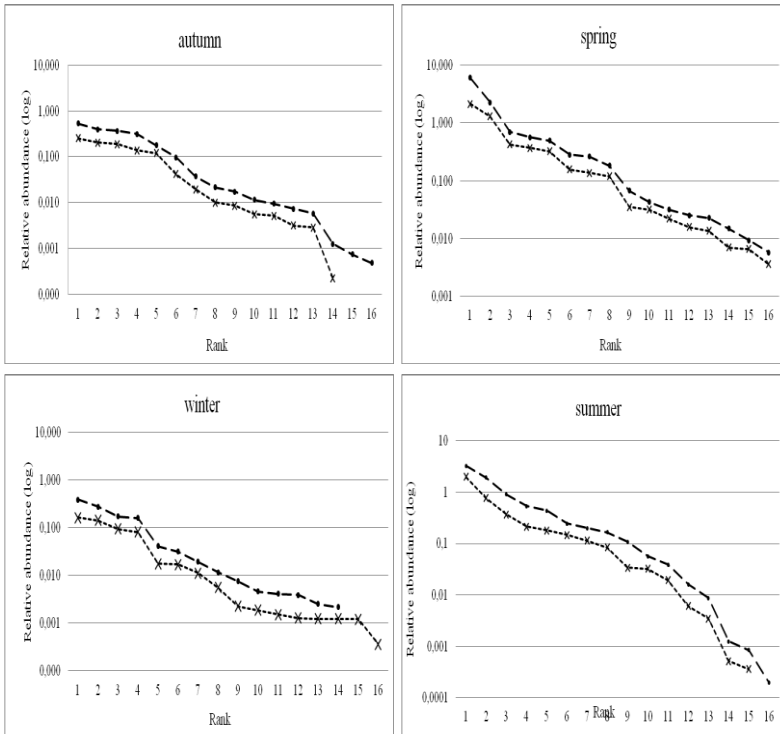 autumn
Relative abundance (log)
10,000
1,000
0,100
0,010
0,001
0,000
1 2 3 4 5 6 7 8 9 10 11 12 13 14 15 16
Rank
spring
Relative abundance (log)
10,000
1,000
0,100
0,010
0,001
1 2 3 4 5 6 7 8 9 10 11 12 13 14 15 16
Rank
winter
Relative abundance (log)
10,000
1,000
0,100
0,010
0,001
0,000
1 2 3 4 5 6 7 8 9 10 11 12 13 14 15 16
Rank
summer
Relative abundance (log)
10
1
0,1
0,01
0,001
0,0001
1 2 3 4 5 6 7 8 9 10 11 12 13 14 15 16
Rank